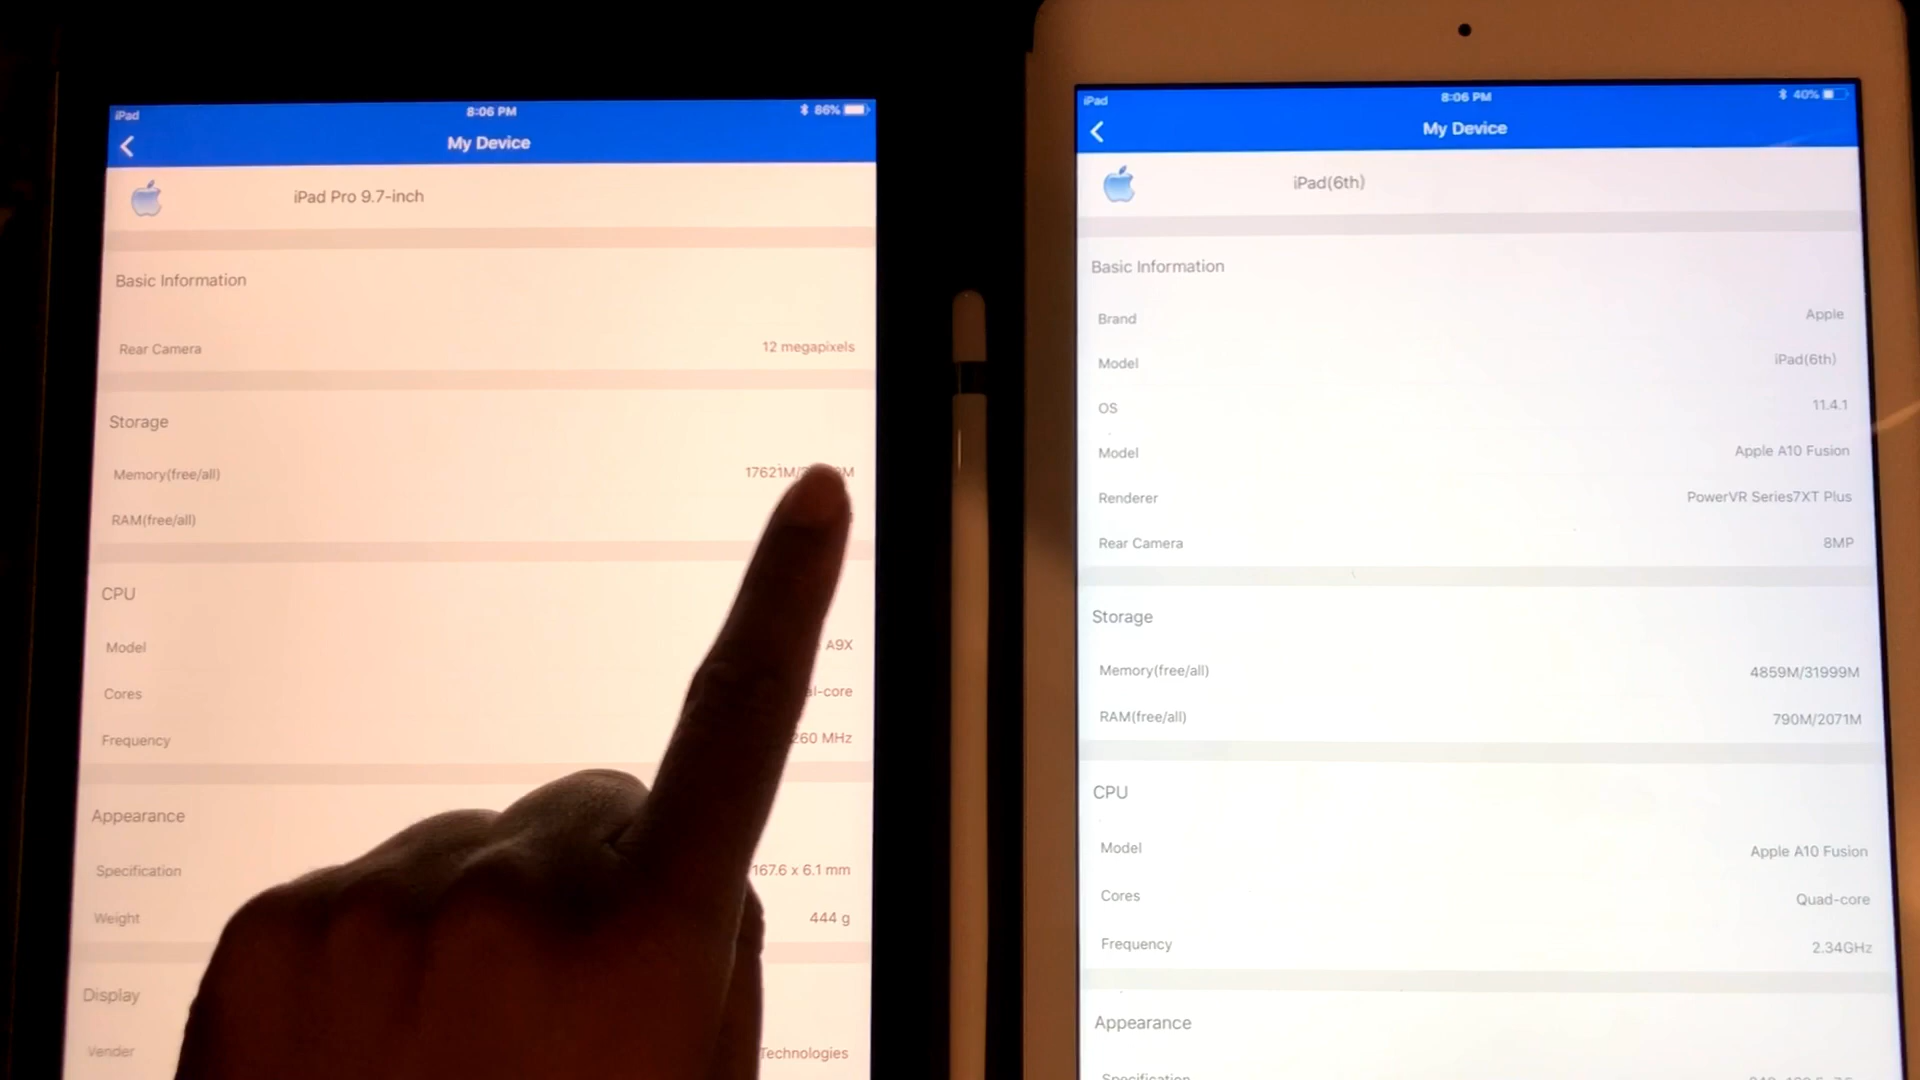 iPad 8:06 PM 86%
My Device
iPad Pro 9.7-inch
Basic Information
Rear Camera 12 megapixels
Storage
Memory(free/all)
RAM(free/all)
CPU
Model A9X
Cores
Frequency MHz
Appearance
Specification 167.6 x 6.1 mm
Weight 444 g
Display
Vender Technologies
iPad 8:06 PM 40%
My Device
iPad(6th)
Basic Information
Brand Apple
Model iPad(6th)
OS 11.4.1
Model Apple A10 Fusion
Renderer PowerVR Series7XT Plus
Rear Camera 8MP
Storage
Memory(free/all) 4859M/31999M
RAM(free/all) 790M/2071M
CPU
Model Apple A10 Fusion
Cores Quad-core
Frequency 2.34GHz
Appearance
Specification